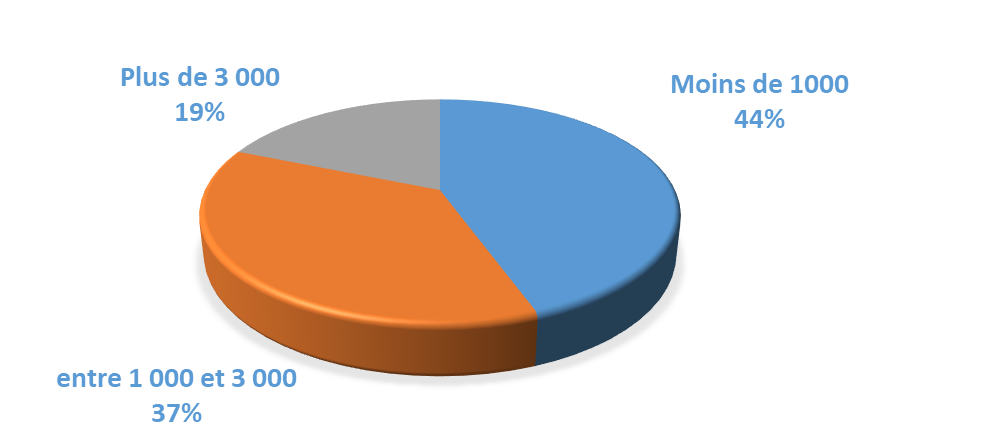 Plus de 3 000
19%
Moins de 1000
44%
entre 1 000 et 3 000
37%